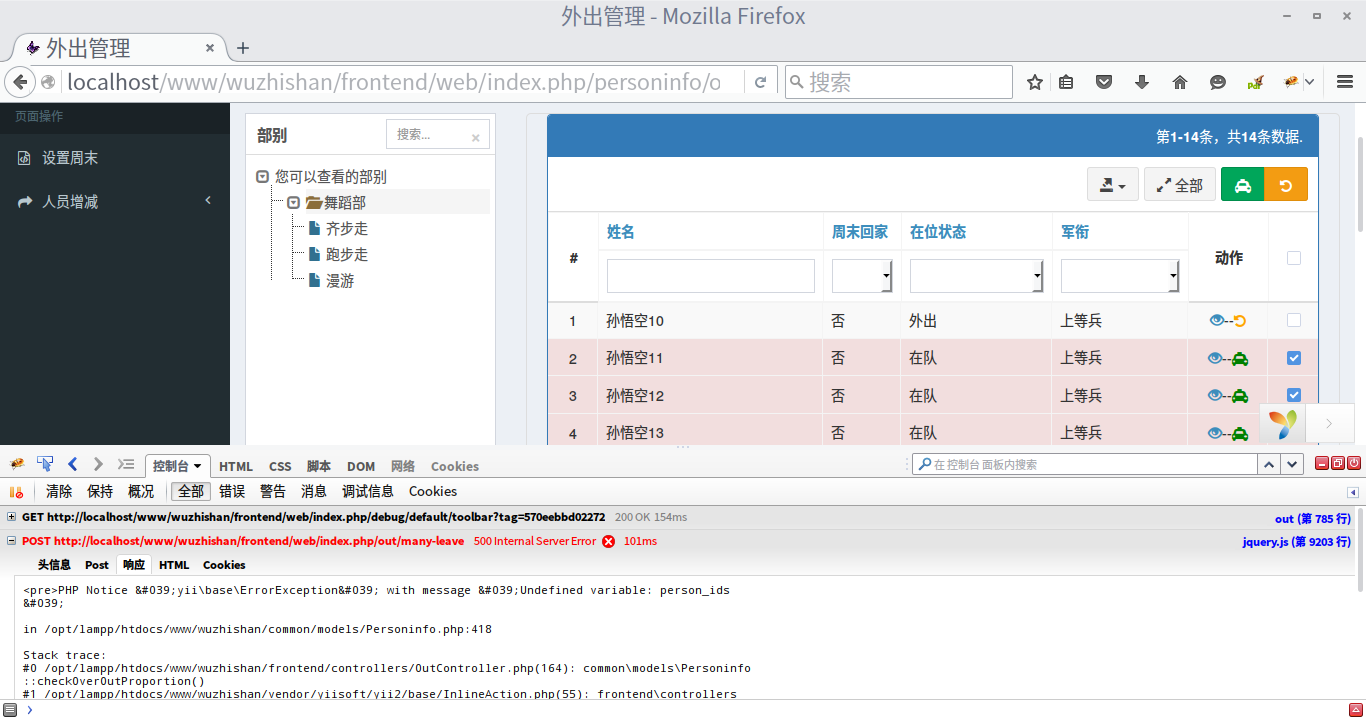 外出管理 - Mozilla Firefox
外出管理
localhost/www/wuzhishan/frontend/web/index.php/personinfo/o
搜索
页面操作
设置周末
人员增减
部别
搜索...
您可以查看的部别
舞蹈部
齐步走
跑步走
漫游
第1-14条，共14条数据.
全部
# 姓名 周末回家 在位状态 军衔 动作
1 孙悟空10 否 外出 上等兵 --
2 孙悟空11 否 在队 上等兵 --
3 孙悟空12 否 在队 上等兵 --
4 孙悟空13 否 在队 上等兵 --
控制台 HTML CSS 脚本 DOM 网络 Cookies
在 控制台 面板内搜索
清除 保持 概况 全部 错误 警告 消息 调试信息 Cookies
GET http://localhost/www/wuzhishan/frontend/web/index.php/debug/default/toolbar?tag=570eebbd02272 200 OK 154ms
out (第 785 行)
POST http://localhost/www/wuzhishan/frontend/web/index.php/out/many-leave 500 Internal Server Error 101ms
jquery.js (第 9203 行)
头信息 Post 响应 HTML Cookies
<pre>PHP Notice &#039;yii\base\ErrorException&#039; with message &#039;Undefined variable: person_ids
&#039;
in /opt/lampp/htdocs/www/wuzhishan/common/models/Personinfo.php:418
Stack trace:
#0 /opt/lampp/htdocs/www/wuzhishan/frontend/controllers/OutController.php(164): common\models\Personinfo
::checkOverOutProportion()
#1 /opt/lampp/htdocs/www/wuzhishan/vendor/yiisoft/yii2/base/InlineAction.php(55): frontend\controllers